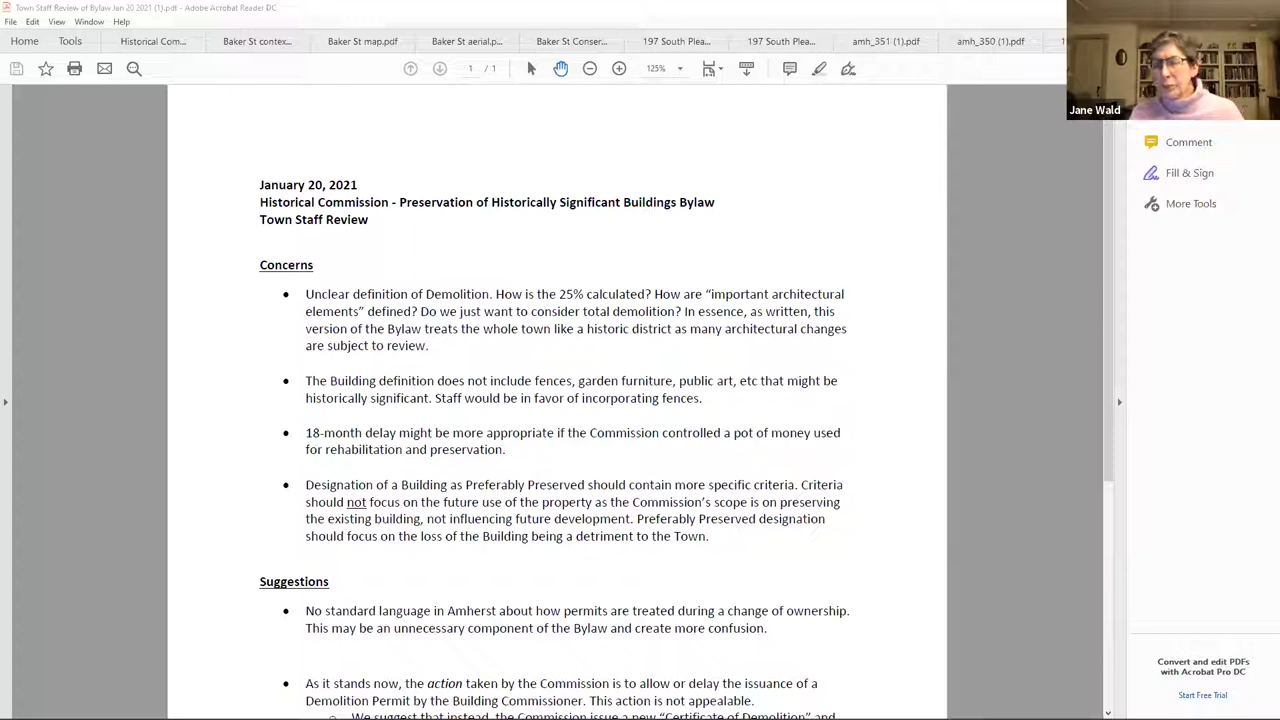 Town Staff Review of Bylaw Jan 20 2021 (1).pdf - Adobe Acrobat Reader DC
File Edit View Window Help
Home Tools Historical Com... Baker St contex... Baker St map.pdf Baker St aerial.p... Baker St Conser... 197 South Plea... 197 South Plea... amh_351 (1).pdf amh_350 (1).pdf
1 / 1 125%
Jane Wald
Comment
Fill & Sign
More Tools
January 20, 2021
Historical Commission - Preservation of Historically Significant Buildings Bylaw
Town Staff Review
Concerns
• Unclear definition of Demolition. How is the 25% calculated? How are “important architectural
elements” defined? Do we just want to consider total demolition? In essence, as written, this
version of the Bylaw treats the whole town like a historic district as many architectural changes
are subject to review.
• The Building definition does not include fences, garden furniture, public art, etc that might be
historically significant. Staff would be in favor of incorporating fences.
• 18-month delay might be more appropriate if the Commission controlled a pot of money used
for rehabilitation and preservation.
• Designation of a Building as Preferably Preserved should contain more specific criteria. Criteria
should not focus on the future use of the property as the Commission’s scope is on preserving
the existing building, not influencing future development. Preferably Preserved designation
should focus on the loss of the Building being a detriment to the Town.
Suggestions
• No standard language in Amherst about how permits are treated during a change of ownership.
This may be an unnecessary component of the Bylaw and create more confusion.
• As it stands now, the action taken by the Commission is to allow or delay the issuance of a
Demolition Permit by the Building Commissioner. This action is not appealable.
o We suggest that instead, the Commission issue a new “Certificate of Demolition” and
Convert and edit PDFs
with Acrobat Pro DC
Start Free Trial